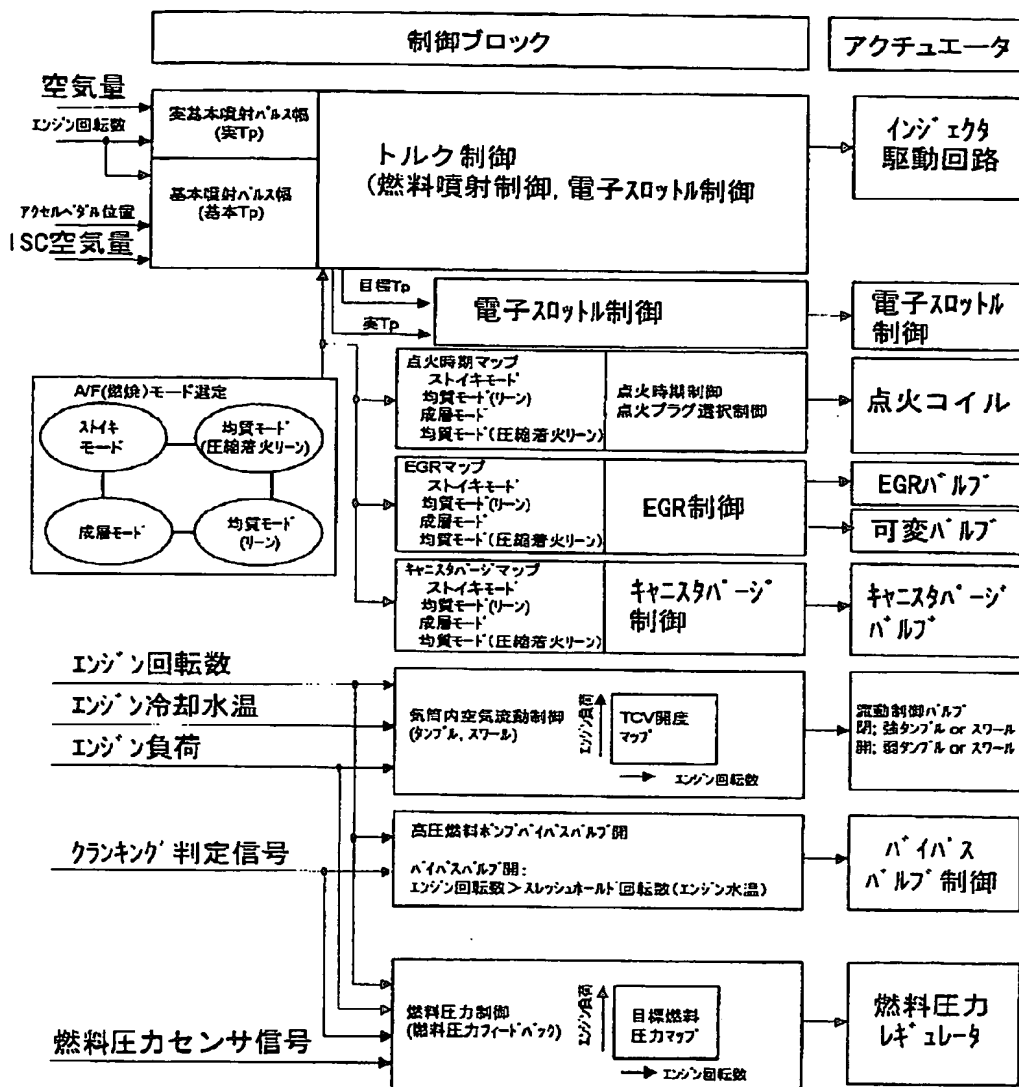 制御ブロック
アクチュエータ
空気量
エンジン回転数
アクセルペダル位置
ISC空気量
実基本噴射パルス幅
(実Tp)
基本噴射パルス幅
(基本Tp)
トルク制御
(燃料噴射制御, 電子スロットル制御
インジェクタ
駆動回路
目標Tp
実Tp
電子スロットル制御
電子スロットル
制御
A/F(燃焼)モード選定
ストイキ
モード
均質モード
(圧縮着火リーン)
成層モード
均質モード
(リーン)
点火時期マップ
ストイキモード
均質モード(リーン)
成層モード
均質モード(圧縮着火リーン)
点火時期制御
点火プラグ選択制御
点火コイル
EGRマップ
ストイキモード
均質モード(リーン)
成層モード
均質モード(圧縮着火リーン)
EGR制御
EGRバルブ
可変バルブ
キャニスタパージマップ
ストイキモード
均質モード(リーン)
成層モード
均質モード(圧縮着火リーン)
キャニスタパージ
制御
キャニスタパージ
バルブ
エンジン回転数
エンジン冷却水温
エンジン負荷
気筒内空気流動制御
(タンブル, スワール)
エンジン負荷
TCV開度
マップ
エンジン回転数
流動制御バルブ
閉; 強タンブル or スワール
開; 弱タンブル or スワール
クランキング判定信号
高圧燃料ポンプバイパスバルブ開
バイパスバルブ開:
エンジン回転数>スレッシュホールド回転数(エンジン水温)
バイパス
バルブ制御
燃料圧力センサ信号
燃料圧力制御
(燃料圧力フィードバック)
エンジン負荷
目標燃料
圧力マップ
エンジン回転数
燃料圧力
レギュレータ